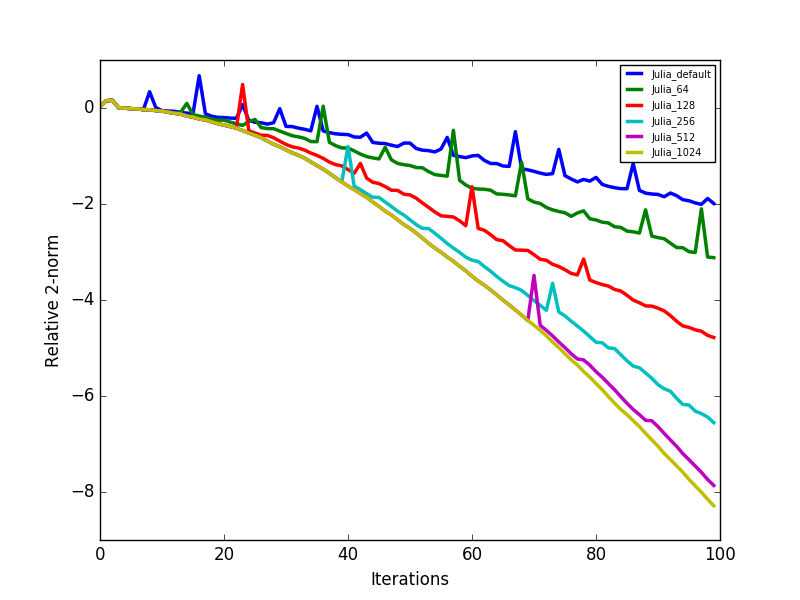 Julia_default
Julia_64
Julia_128
Julia_256
Julia_512
Julia_1024
0
−2
−4
−6
−8
Relative 2-norm
0 20 40 60 80 100
Iterations